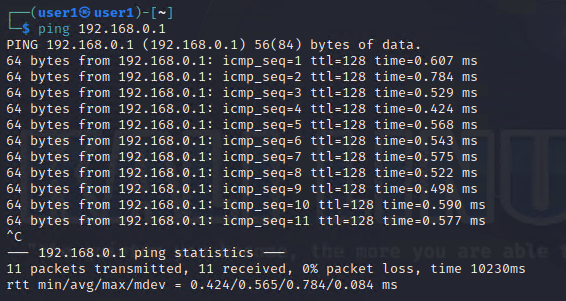 ┌──(user1㉿user1)-[~]
└─$ ping 192.168.0.1
PING 192.168.0.1 (192.168.0.1) 56(84) bytes of data.
64 bytes from 192.168.0.1: icmp_seq=1 ttl=128 time=0.607 ms
64 bytes from 192.168.0.1: icmp_seq=2 ttl=128 time=0.784 ms
64 bytes from 192.168.0.1: icmp_seq=3 ttl=128 time=0.529 ms
64 bytes from 192.168.0.1: icmp_seq=4 ttl=128 time=0.424 ms
64 bytes from 192.168.0.1: icmp_seq=5 ttl=128 time=0.568 ms
64 bytes from 192.168.0.1: icmp_seq=6 ttl=128 time=0.543 ms
64 bytes from 192.168.0.1: icmp_seq=7 ttl=128 time=0.575 ms
64 bytes from 192.168.0.1: icmp_seq=8 ttl=128 time=0.522 ms
64 bytes from 192.168.0.1: icmp_seq=9 ttl=128 time=0.498 ms
64 bytes from 192.168.0.1: icmp_seq=10 ttl=128 time=0.590 ms
64 bytes from 192.168.0.1: icmp_seq=11 ttl=128 time=0.577 ms
^C
--- 192.168.0.1 ping statistics ---
the more you are able
11 packets transmitted, 11 received, 0% packet loss, time 10230ms
rtt min/avg/max/mdev = 0.424/0.565/0.784/0.084 ms